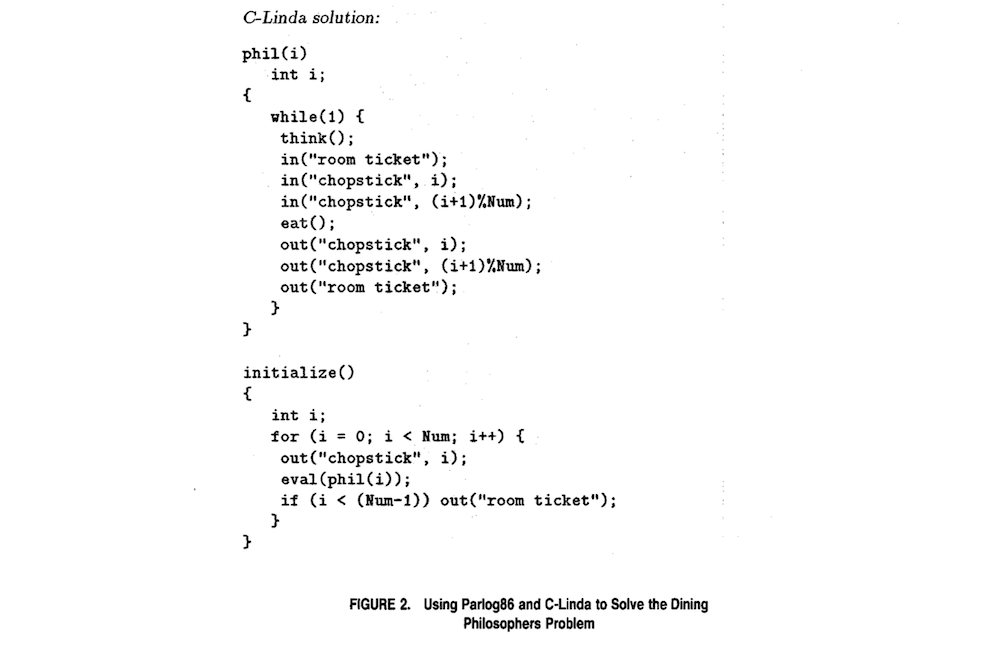 C-Linda solution:
phil(i)
int i;
{
while(1) {
think();
in("room ticket");
in("chopstick", i);
in("chopstick", (i+1)%Num);
eat();
out("chopstick", i);
out("chopstick", (i+1)%Num);
out("room ticket");
}
}
initialize()
{
int i;
for (i = 0; i < Num; i++) {
out("chopstick", i);
eval(phil(i));
if (i < (Num-1)) out("room ticket");
}
}
FIGURE 2. Using Parlog86 and C-Linda to Solve the Dining
Philosophers Problem